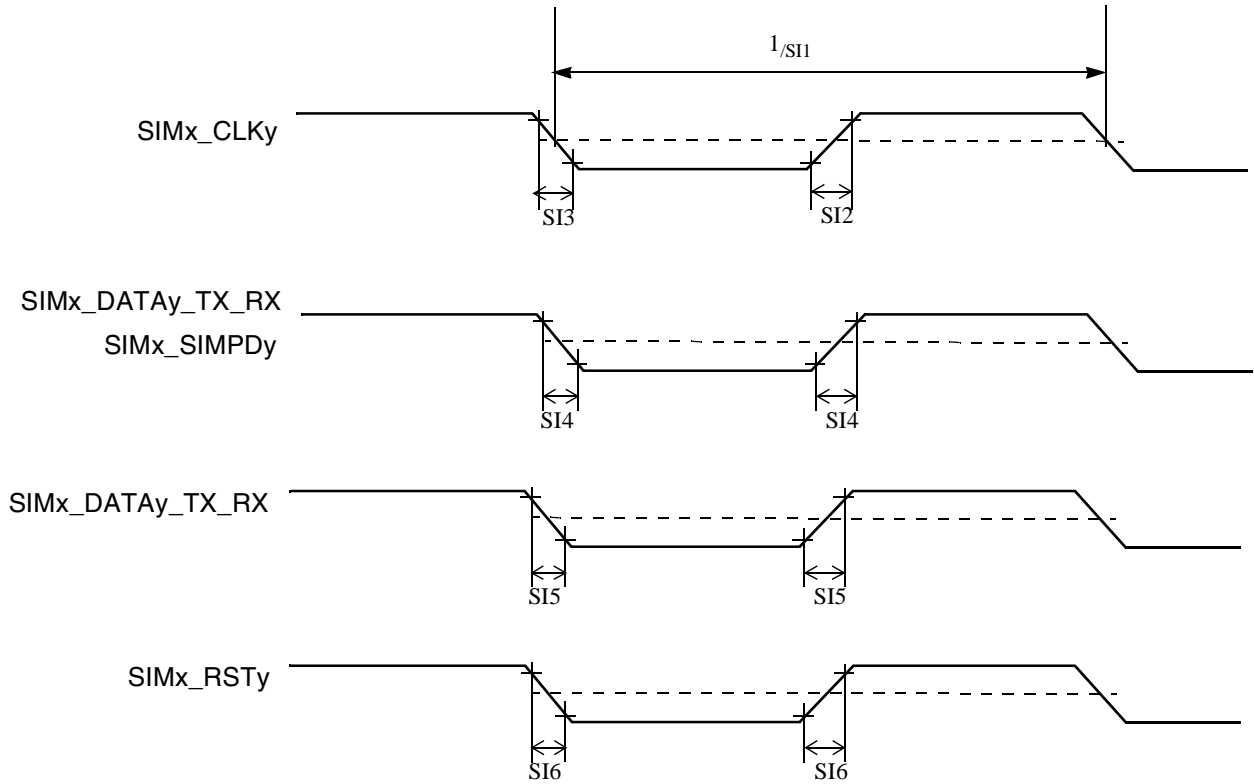 1/SI1
SIMx_CLKy
SI3
SI2
SIMx_DATAy_TX_RX
SIMx_SIMPDy
SI4
SI4
SIMx_DATAy_TX_RX
SI5
SI5
SIMx_RSTy
SI6
SI6